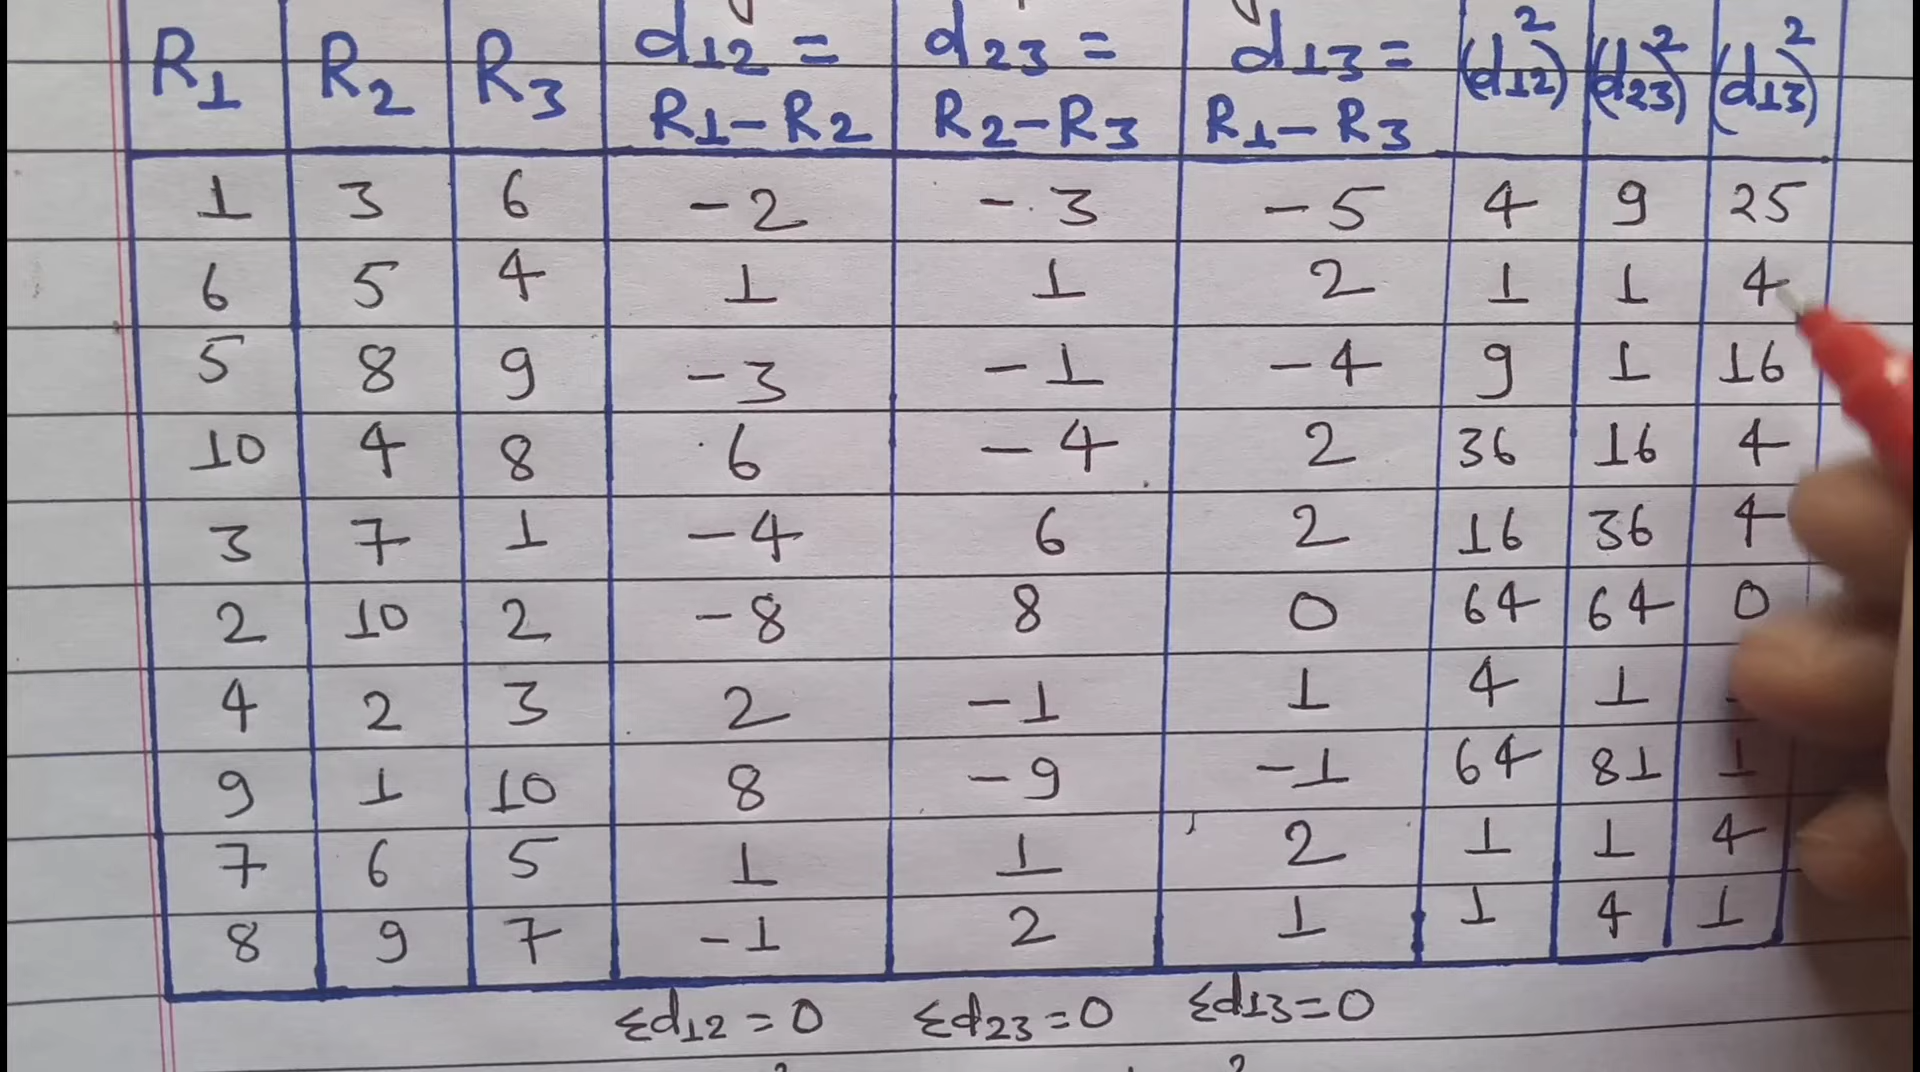 R1 R2 R3 d12 = R1-R2 d23 = R2-R3 d13 = R1-R3 (d12)² (d23)² (d13)²
1 3 6 -2 -3 -5 4 9 25
6 5 4 1 1 2 1 1 4
5 8 9 -3 -1 -4 9 1 16
10 4 8 6 -4 2 36 16 4
3 7 1 -4 6 2 16 36 4
2 10 2 -8 8 0 64 64 0
4 2 3 2 -1 1 4 1
9 1 10 8 -9 -1 64 81 1
7 6 5 1 1 2 1 1 4
8 9 7 -1 2 1 1 4 1
Σd12 = 0 Σd23 = 0 Σd13 = 0